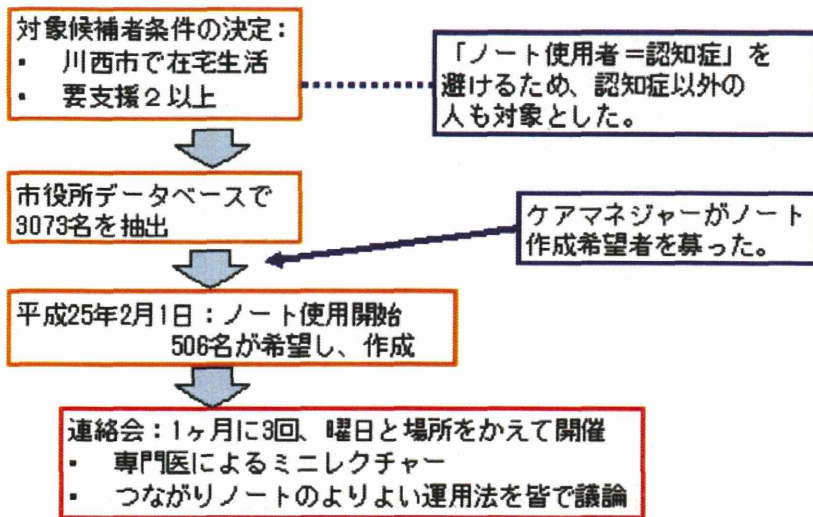 対象候補者条件の決定：
・ 川西市で在宅生活
・ 要支援２以上
「ノート使用者＝認知症」を
避けるため、認知症以外の
人も対象とした。
市役所データベースで
3073名を抽出
ケアマネジャーがノート
作成希望者を募った。
平成25年2月1日：ノート使用開始
506名が希望し、作成
連絡会：1ヶ月に3回、曜日と場所をかえて開催
・ 専門医によるミニレクチャー
・ つながりノートのよりよい運用法を皆で議論